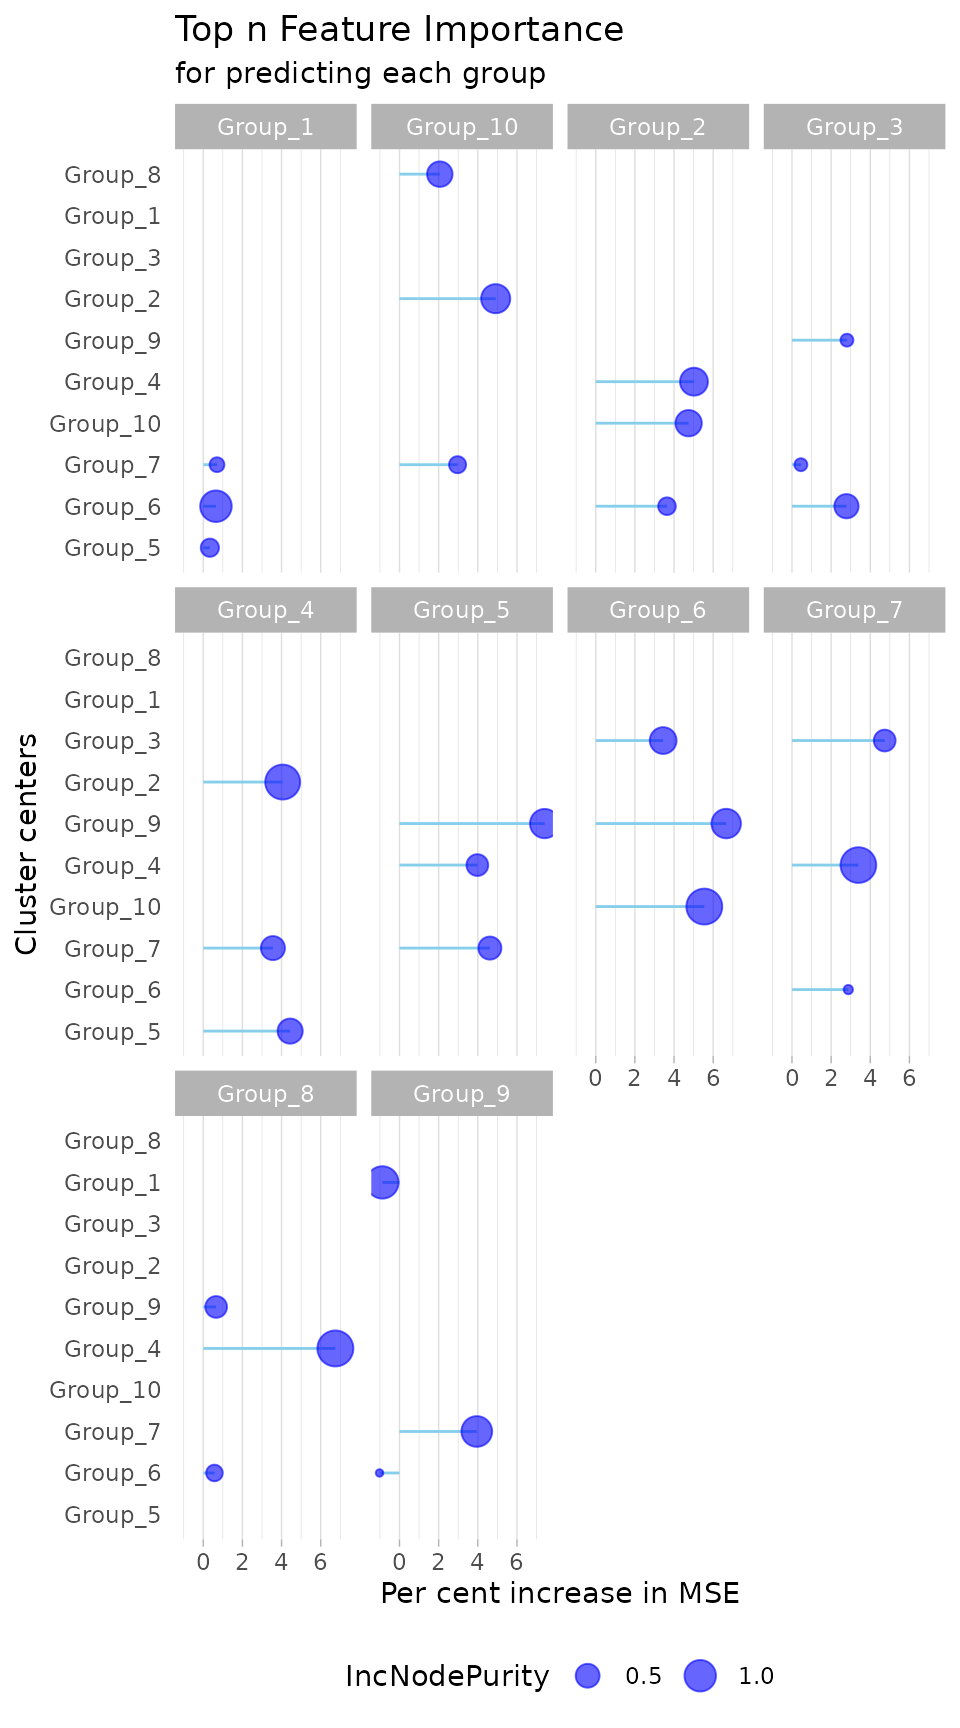 Top n Feature Importance
for predicting each group
Group_1 Group_10 Group_2 Group_3
Group_8
Group_1
Group_3
Group_2
Group_9
Group_4
Group_10
Group_7
Group_6
Group_5
Group_4 Group_5 Group_6 Group_7
Group_8
Group_1
Group_3
Group_2
Group_9
Group_4
Group_10
Group_7
Group_6
Group_5
Cluster centers
0 2 4 6 0 2 4 6
Group_8 Group_9
Group_8
Group_1
Group_3
Group_2
Group_9
Group_4
Group_10
Group_7
Group_6
Group_5
0 2 4 6 0 2 4 6
Per cent increase in MSE
IncNodePurity 0.5 1.0